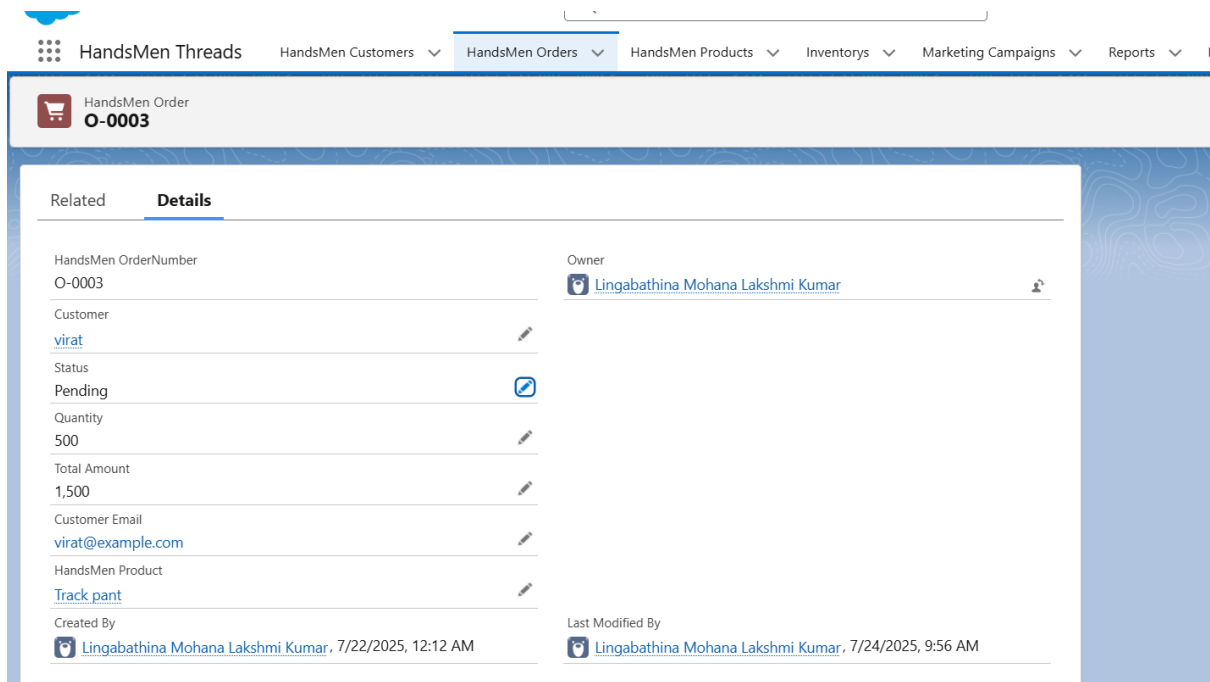 HandsMen Threads HandsMen Customers HandsMen Orders HandsMen Products Inventorys Marketing Campaigns Reports
HandsMen Order
O-0003
Related Details
HandsMen OrderNumber
O-0003
Owner
Lingabathina Mohana Lakshmi Kumar
Customer
virat
Status
Pending
Quantity
500
Total Amount
1,500
Customer Email
virat@example.com
HandsMen Product
Track pant
Created By
Lingabathina Mohana Lakshmi Kumar, 7/22/2025, 12:12 AM
Last Modified By
Lingabathina Mohana Lakshmi Kumar, 7/24/2025, 9:56 AM